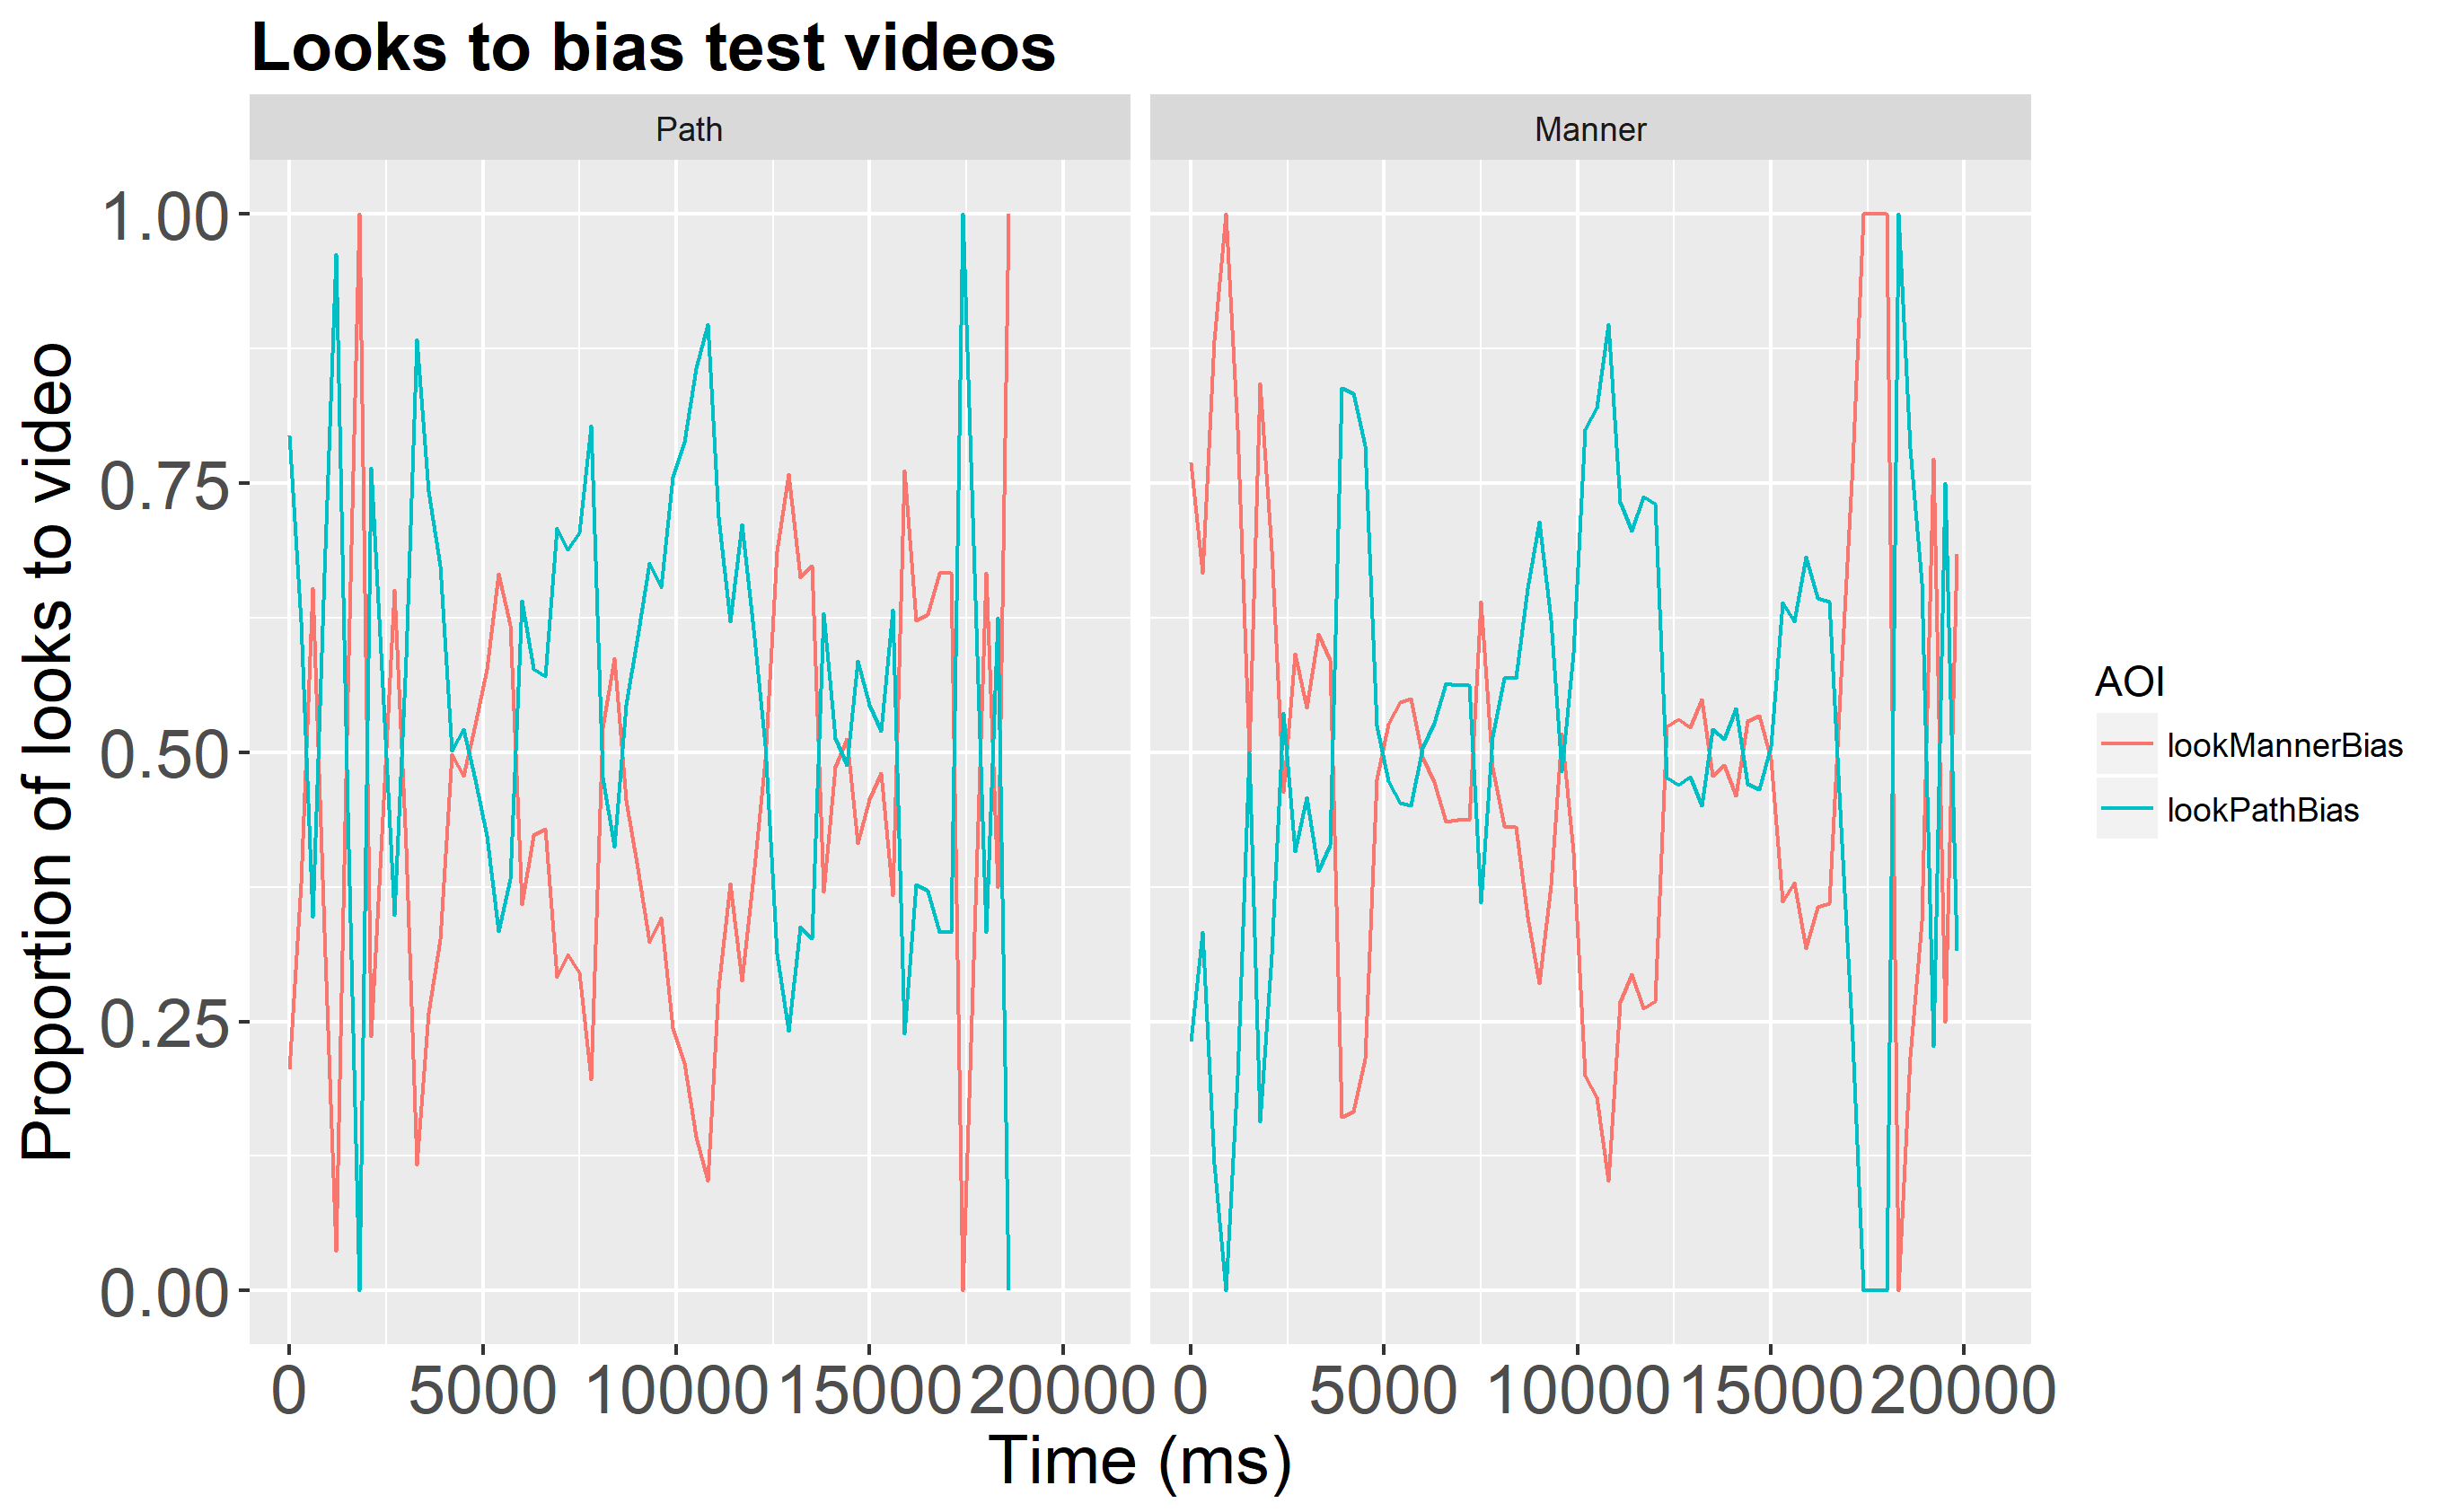 Looks to bias test videos
Path
Manner
Proportion of looks to video
1.00
0.75
0.50
0.25
0.00
0 5000 10000 15000 20000 0 5000 10000 15000 20000
Time (ms)
AOI
lookMannerBias
lookPathBias